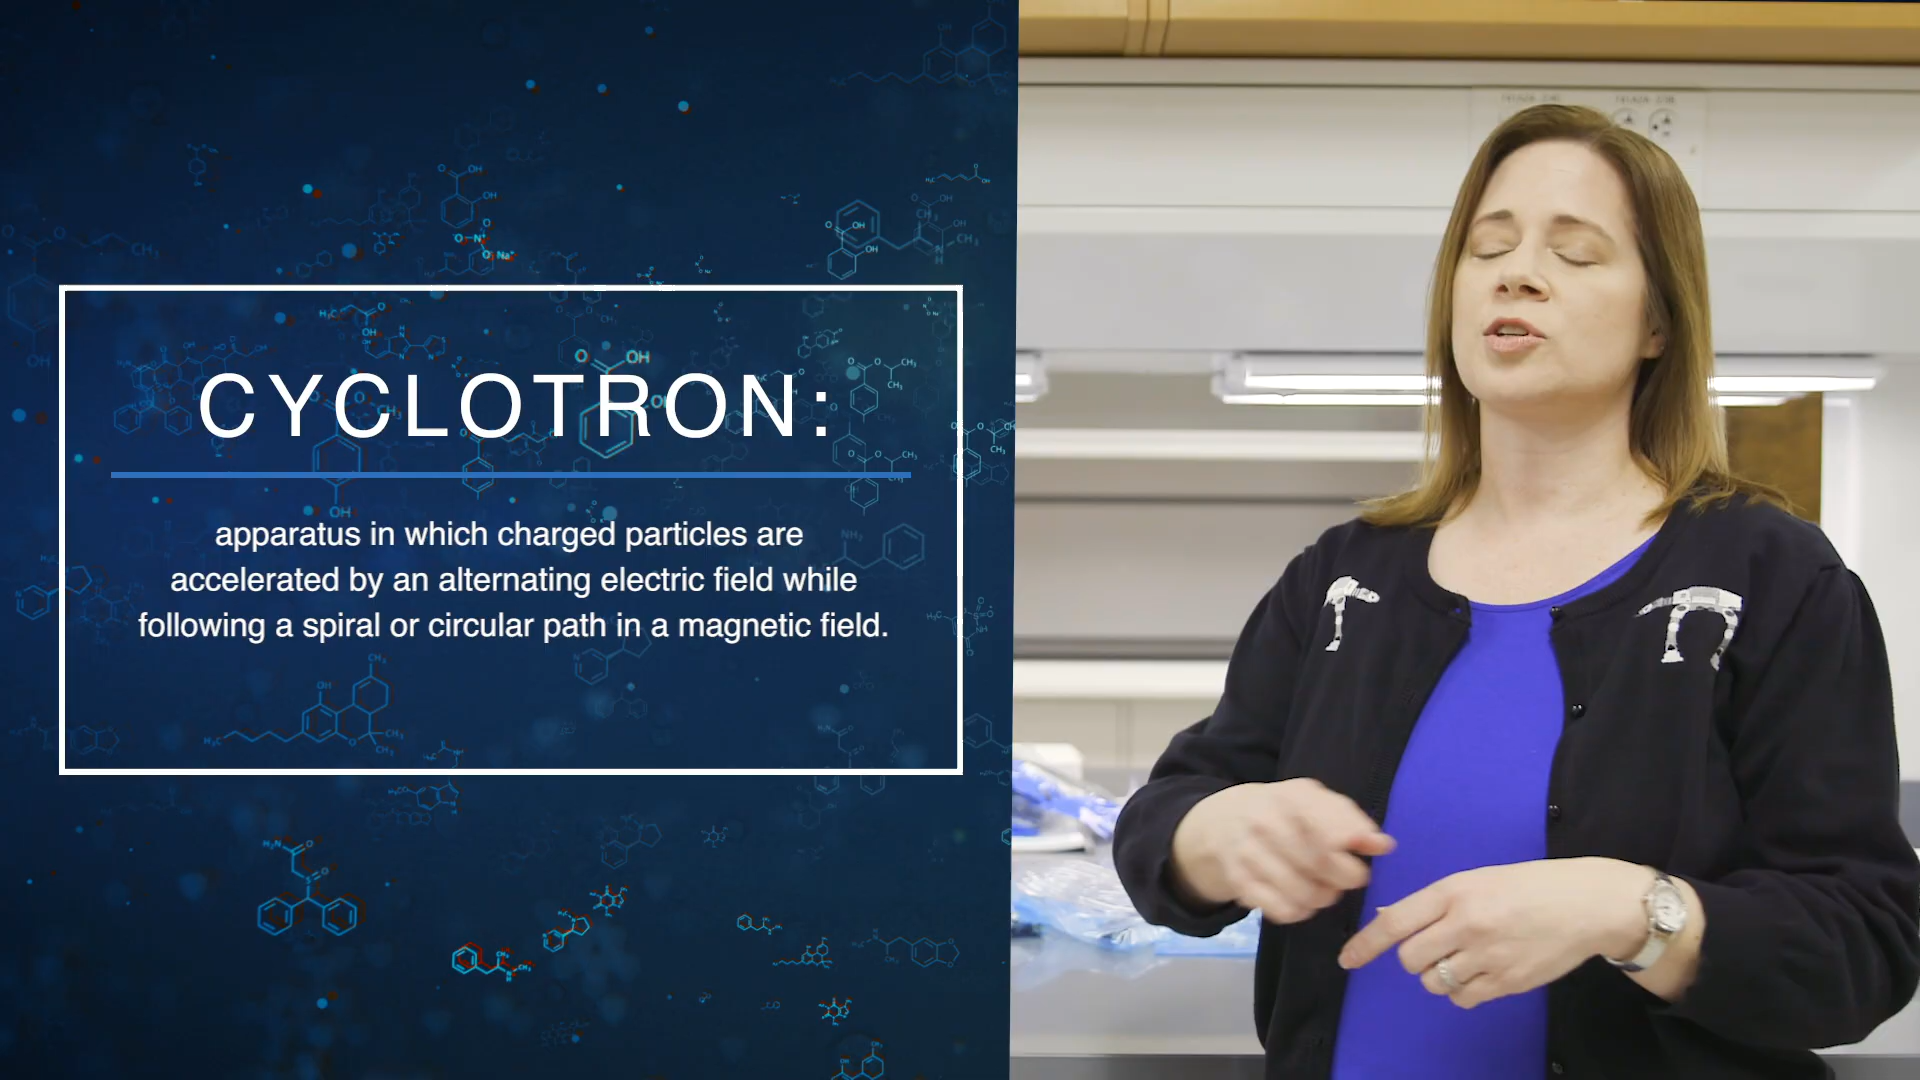 CYCLOTRON:
apparatus in which charged particles are
accelerated by an alternating electric field while
following a spiral or circular path in a magnetic field.